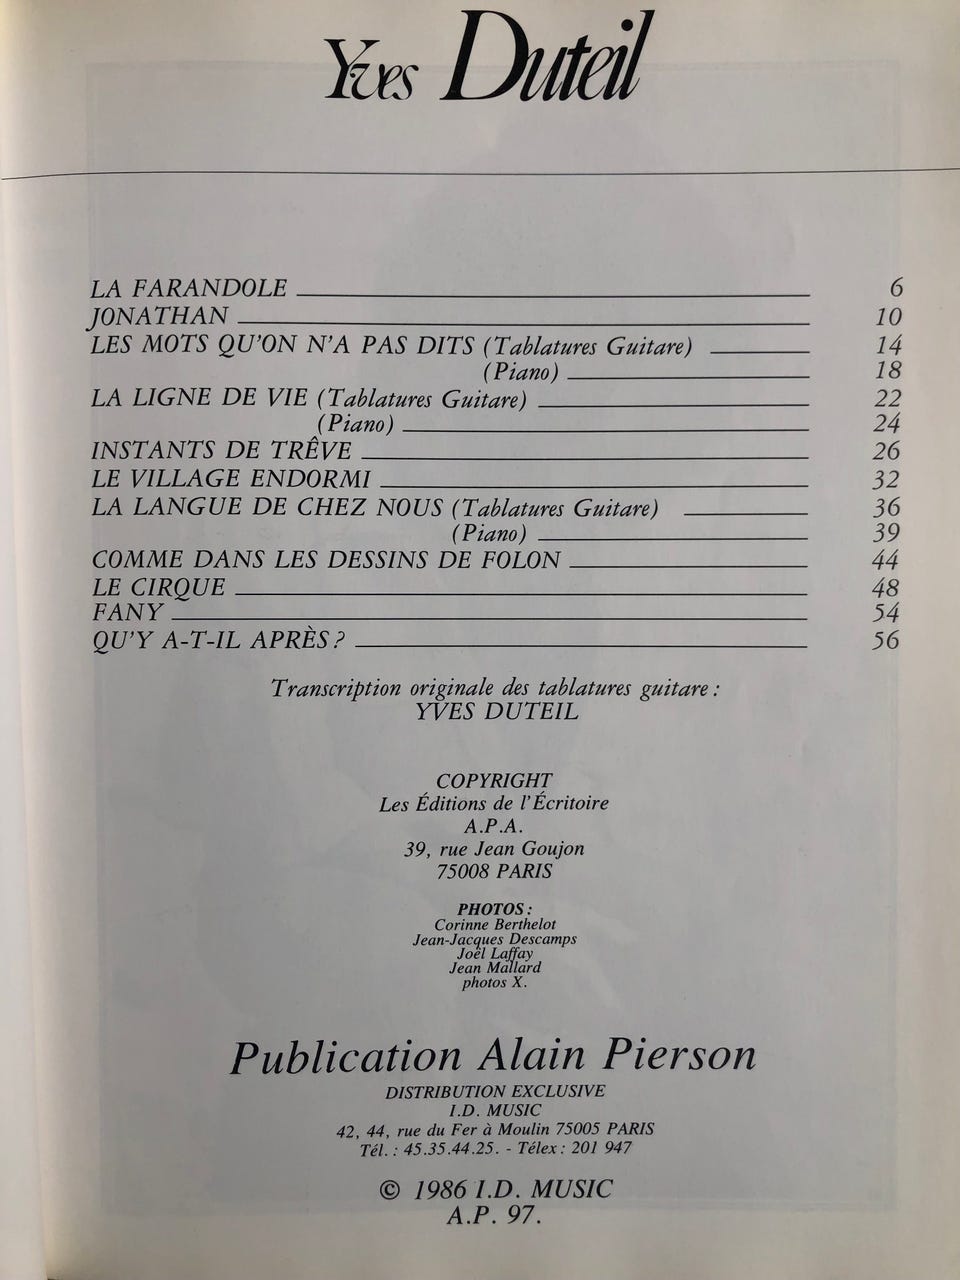 Yves Duteil
LA FARANDOLE 6
JONATHAN 10
LES MOTS QU'ON N'A PAS DITS (Tablatures Guitare) 14
(Piano) 18
LA LIGNE DE VIE (Tablatures Guitare) 22
(Piano) 24
INSTANTS DE TRÊVE 26
LE VILLAGE ENDORMI 32
LA LANGUE DE CHEZ NOUS (Tablatures Guitare) 36
(Piano) 39
COMME DANS LES DESSINS DE FOLON 44
LE CIRQUE 48
FANY 54
QU'Y A-T-IL APRÈS ? 56
Transcription originale des tablatures guitare :
YVES DUTEIL
COPYRIGHT
Les Éditions de l'Écritoire
A.P.A.
39, rue Jean Goujon
75008 PARIS
PHOTOS :
Corinne Berthelot
Jean-Jacques Descamps
Joël Laffay
Jean Mallard
photos X.
Publication Alain Pierson
DISTRIBUTION EXCLUSIVE
I.D. MUSIC
42, 44, rue du Fer à Moulin 75005 PARIS
Tél. : 45.35.44.25. - Télex : 201 947
© 1986 I.D. MUSIC
A.P. 97.